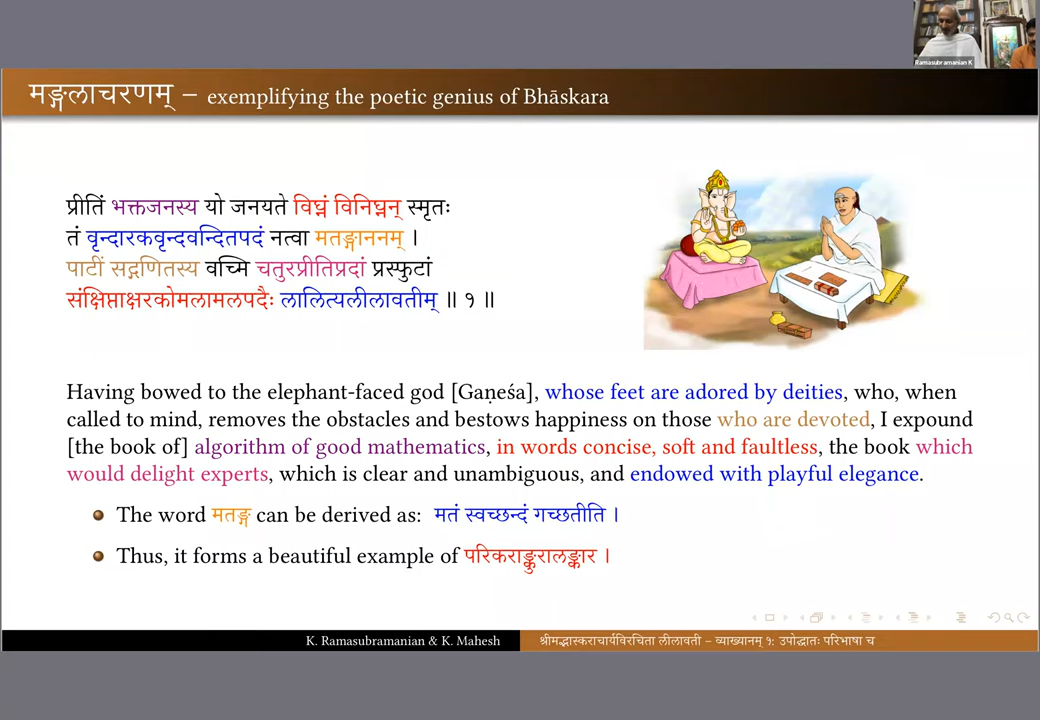 Ramasubramanian K
मङ्गलाचरणम् – exemplifying the poetic genius of Bhāskara
प्रीतिं भक्तजनस्य यो जनयते विघ्नं विनिघ्नन् स्मृतः
तं वृन्दारकवृन्दवन्दितपदं नत्वा मतङ्गाननम् ।
पाटीं सद्गणितस्य वच्मि चतुरप्रीतिप्रदां प्रस्फुटां
संक्षिप्ताक्षरकोमलामलपदैः लालित्यलीलावतीम् ॥ १ ॥
Having bowed to the elephant-faced god [Gaṇeśa], whose feet are adored by deities, who, when
called to mind, removes the obstacles and bestows happiness on those who are devoted, I expound
[the book of] algorithm of good mathematics, in words concise, soft and faultless, the book which
would delight experts, which is clear and unambiguous, and endowed with playful elegance.
The word मतङ्ग can be derived as: मतं स्वच्छन्दं गच्छतीति ।
Thus, it forms a beautiful example of परिकराङ्कुरालङ्कार ।
K. Ramasubramanian & K. Mahesh
श्रीमद्भास्कराचार्यविरचिता लीलावती – व्याख्यानम् १: उपोद्घातः परिभाषा च